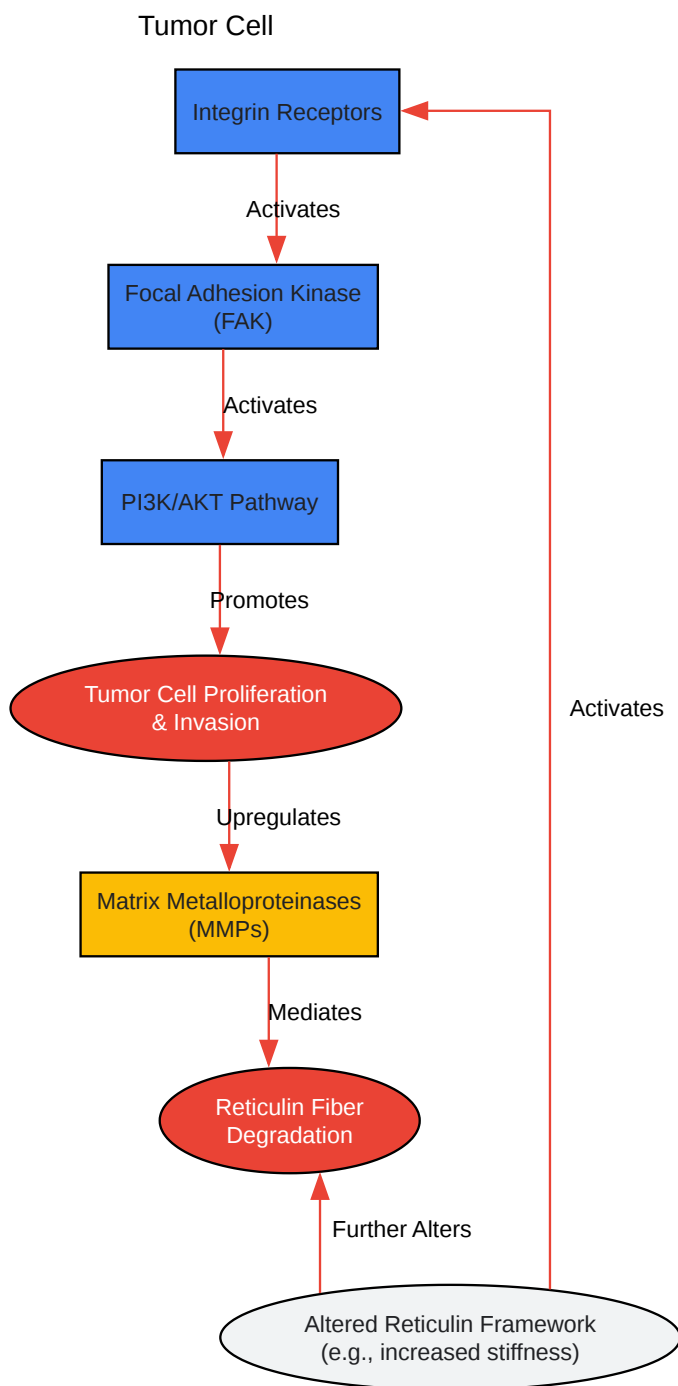 Tumor Cell
Integrin Receptors
Activates
Focal Adhesion Kinase
(FAK)
Activates
PI3K/AKT Pathway
Promotes
Tumor Cell Proliferation
& Invasion
Activates
Upregulates
Matrix Metalloproteinases
(MMPs)
Mediates
Reticulin Fiber
Degradation
Further Alters
Altered Reticulin Framework
(e.g., increased stiffness)